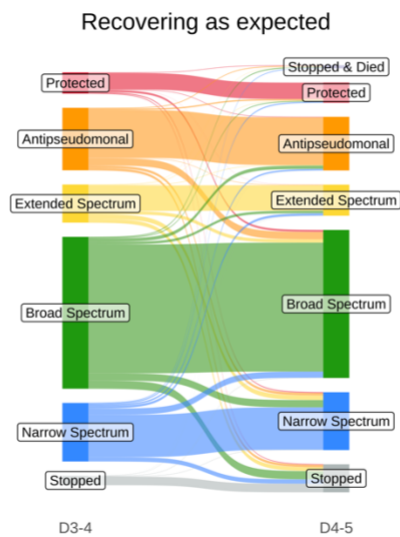 Recovering as expected
Stopped & Died
Protected
Protected
Antipseudomonal
Antipseudomonal
Extended Spectrum
Extended Spectrum
Broad Spectrum
Broad Spectrum
Narrow Spectrum
Narrow Spectrum
Stopped
Stopped
D3-4
D4-5